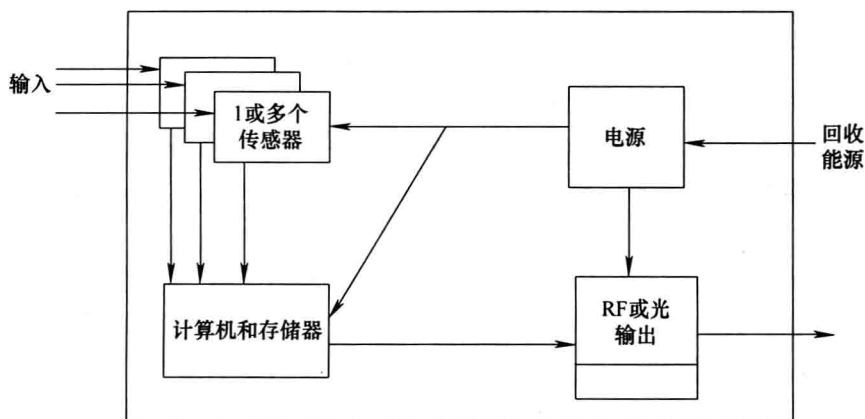 输入
1或多个
传感器
电源
回收
能源
计算机和存储器
RF或光
输出